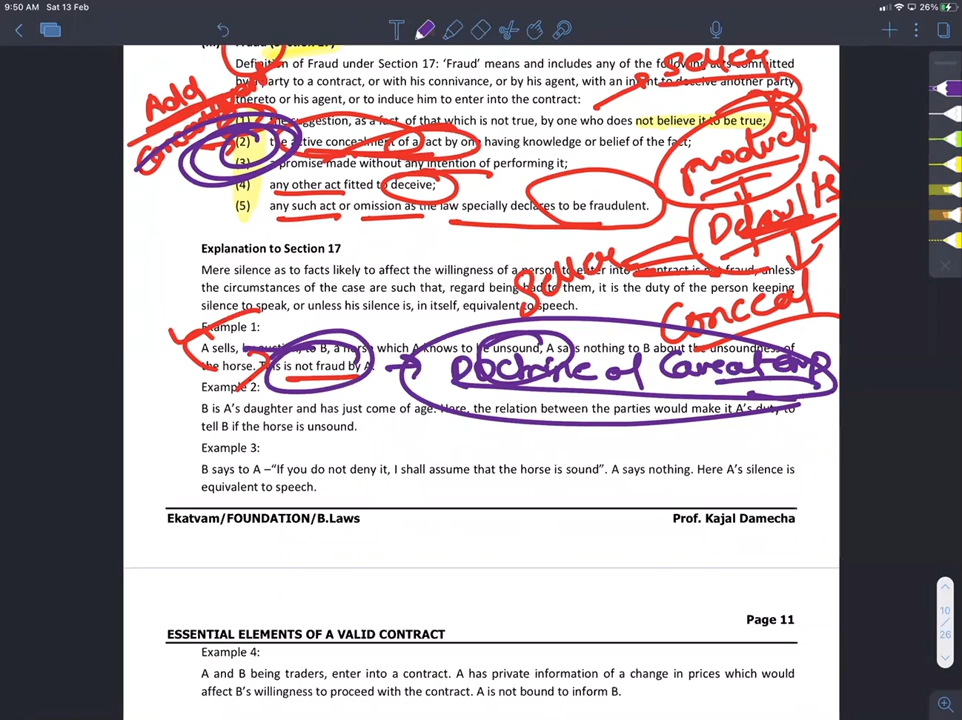 9:50 AM Sat 13 Feb
26%
Definition of Fraud under Section 17: ‘Fraud’ means and includes any of the following acts committed
by a party to a contract, or with his connivance, or by his agent, with an intent to deceive another party
thereto or his agent, or to induce him to enter into the contract:
(1) the suggestion, as a fact, of that which is not true, by one who does not believe it to be true;
(2) the active concealment of a fact by one having knowledge or belief of the fact;
(3) a promise made without any intention of performing it;
(4) any other act fitted to deceive;
(5) any such act or omission as the law specially declares to be fraudulent.
Seller
Add
product
Defaults
Seller
Conceal
Explanation to Section 17
Mere silence as to facts likely to affect the willingness of a person to enter into a contract is not fraud, unless
the circumstances of the case are such that, regard being had to them, it is the duty of the person keeping
silence to speak, or unless his silence is, in itself, equivalent to speech.
Example 1:
A sells, by auction, to B, a horse which A knows to be unsound, A says nothing to B about the unsoundness of
the horse. This is not fraud by A.
Doctrine of Caveat emp
Example 2:
B is A’s daughter and has just come of age. Here, the relation between the parties would make it A’s duty to
tell B if the horse is unsound.
Example 3:
B says to A –“If you do not deny it, I shall assume that the horse is sound”. A says nothing. Here A’s silence is
equivalent to speech.
Ekatvam/FOUNDATION/B.Laws Prof. Kajal Damecha
Page 11
ESSENTIAL ELEMENTS OF A VALID CONTRACT
Example 4:
A and B being traders, enter into a contract. A has private information of a change in prices which would
affect B’s willingness to proceed with the contract. A is not bound to inform B.
10
/
26